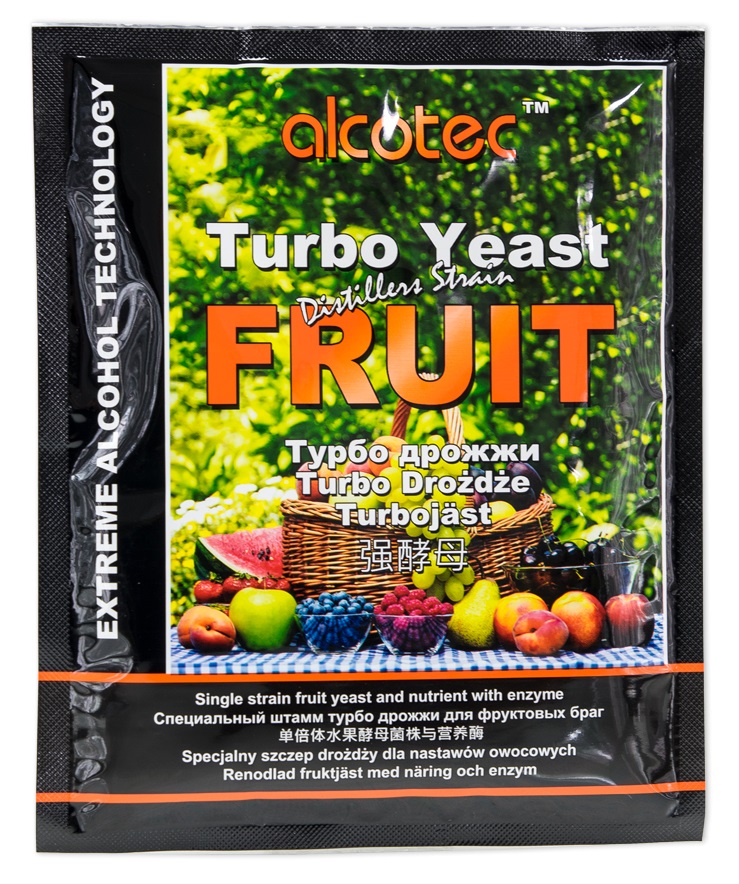 alcotec™
Turbo Yeast
Distillers Strain
FRUIT
Турбо дрожжи
Turbo Drożdże
Turbojäst
强酵母
EXTREME ALCOHOL TECHNOLOGY
Single strain fruit yeast and nutrient with enzyme
Специальный штамм турбо дрожжи для фруктовых браг
单倍体水果酵母菌株与营养酶
Specjalny szczep drożdży dla nastawów owocowych
Renodlad fruktjäst med näring och enzym